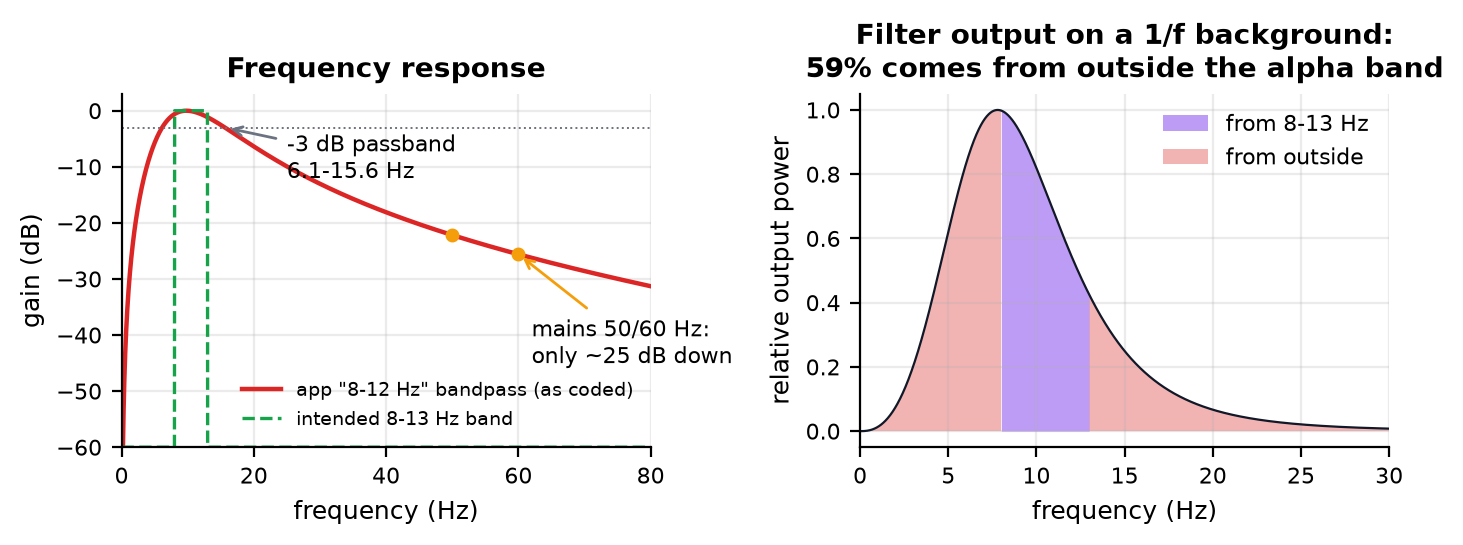 Frequency response
0
−10
−20
−30
−40
−50
−60
gain (dB)
-3 dB passband
6.1-15.6 Hz
mains 50/60 Hz:
only ~25 dB down
app "8-12 Hz" bandpass (as coded)
intended 8-13 Hz band
0 20 40 60 80
frequency (Hz)
Filter output on a 1/f background:
59% comes from outside the alpha band
1.0
0.8
0.6
0.4
0.2
0.0
relative output power
from 8-13 Hz
from outside
0 5 10 15 20 25 30
frequency (Hz)